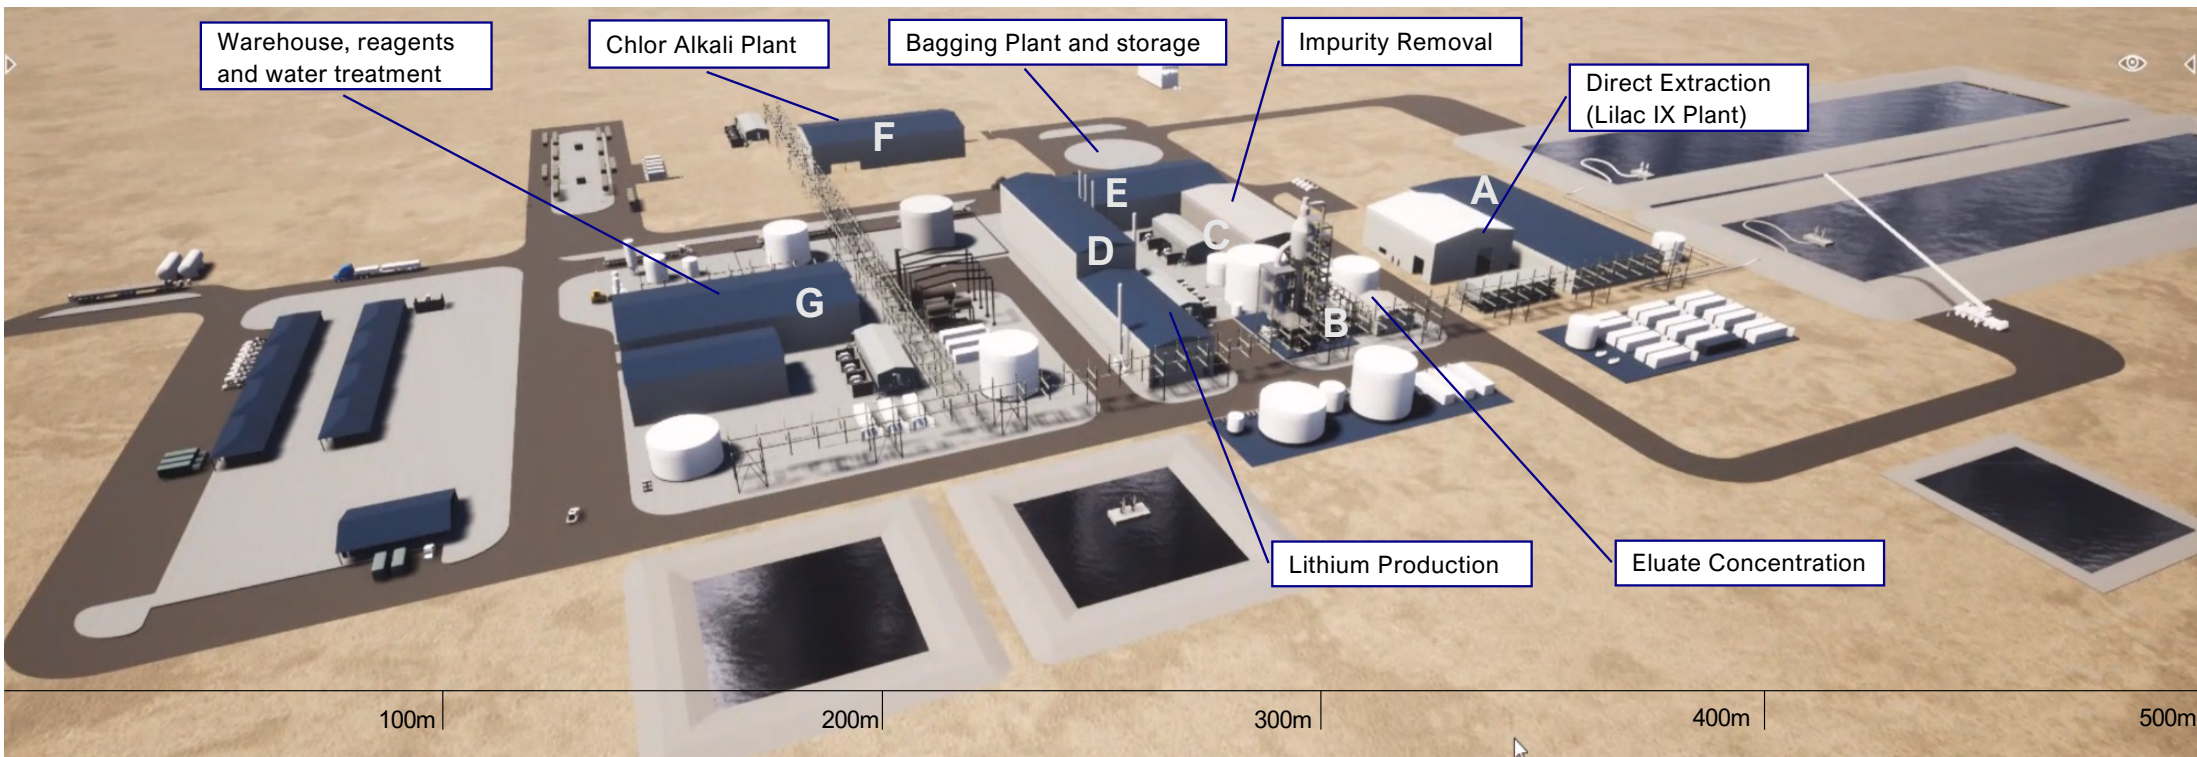 Warehouse, reagents
and water treatment
Chlor Alkali Plant
Bagging Plant and storage
Impurity Removal
Direct Extraction
(Lilac IX Plant)
F
E
A
C
D
G
B
Lithium Production
Eluate Concentration
100m
200m
300m
400m
500m